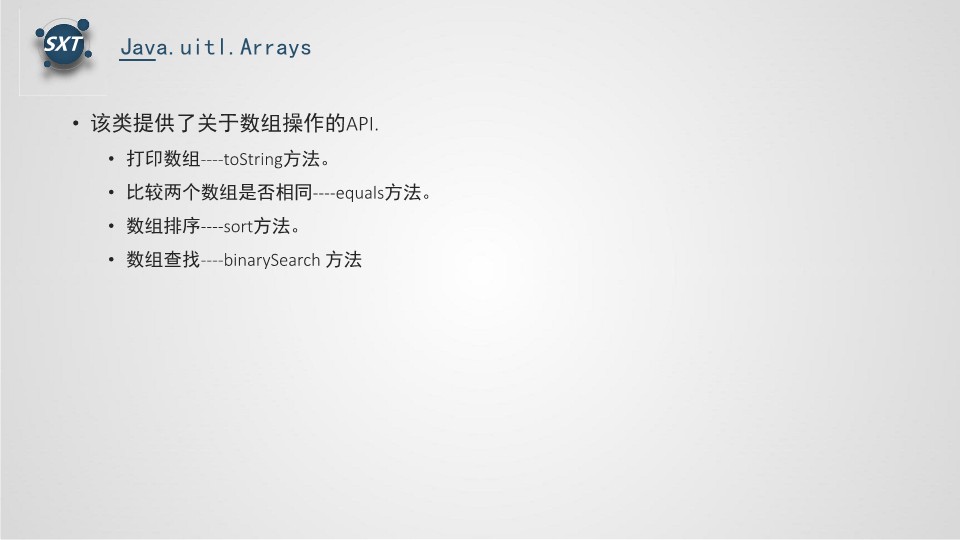 SXT
Java.uitl.Arrays
• 该类提供了关于数组操作的API.
• 打印数组----toString方法。
• 比较两个数组是否相同----equals方法。
• 数组排序----sort方法。
• 数组查找----binarySearch 方法